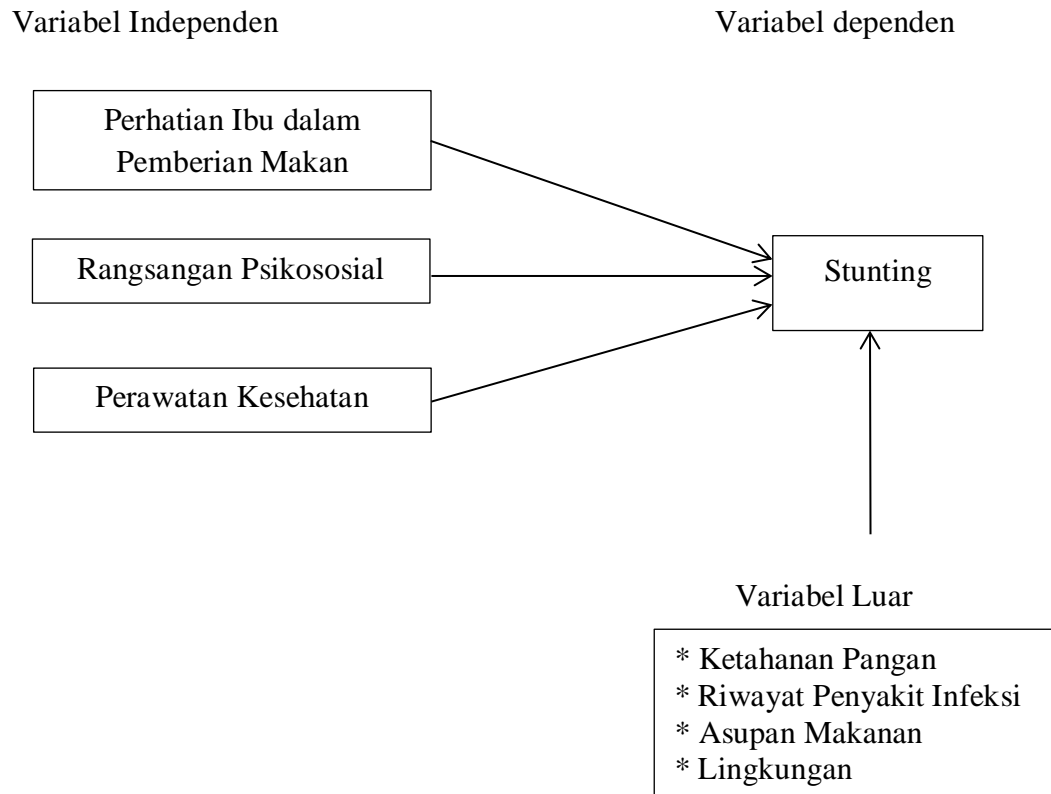 Variabel Independen
Variabel dependen
Perhatian Ibu dalam
Pemberian Makan
Rangsangan Psikososial
Stunting
Perawatan Kesehatan
Variabel Luar
* Ketahanan Pangan
* Riwayat Penyakit Infeksi
* Asupan Makanan
* Lingkungan